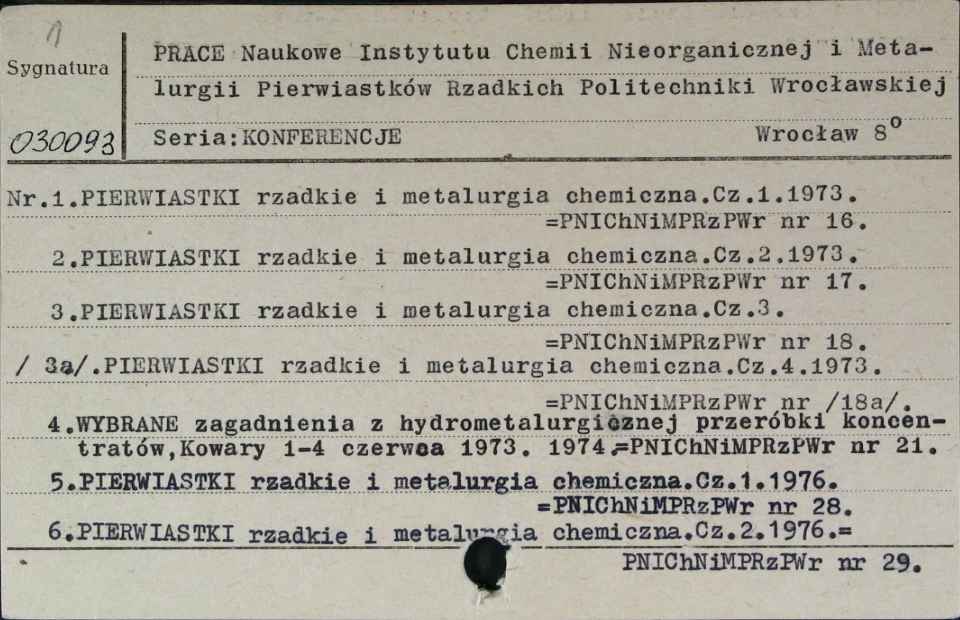 1
Sygnatura
PRACE Naukowe Instytutu Chemii Nieorganicznej i Meta-
lurgii Pierwiastków Rzadkich Politechniki Wrocławskiej
030093
Seria:KONFERENCJE Wrocław 8º
Nr.1.PIERWIASTKI rzadkie i metalurgia chemiczna.Cz.1.1973.
=PNIChNiMPRzPWr nr 16.
2.PIERWIASTKI rzadkie i metalurgia chemiczna.Cz.2.1973.
=PNIChNiMPRzPWr nr 17.
3.PIERWIASTKI rzadkie i metalurgia chemiczna.Cz.3.
=PNIChNiMPRzPWr nr 18.
/ 3a/.PIERWIASTKI rzadkie i metalurgia chemiczna.Cz.4.1973.
=PNIChNiMPRzPWr nr /18a/.
4.WYBRANE zagadnienia z hydrometalurgicznej przeróbki koncen-
tratów,Kowary 1-4 czerwca 1973. 1974.=PNIChNiMPRzPWr nr 21.
5.PIERWIASTKI rzadkie i metalurgia chemiczna.Cz.1.1976.
=PNIChNiMPRzPWr nr 28.
6.PIERWIASTKI rzadkie i metalurgia chemiczna.Cz.2.1976.=
PNIChNiMPRzPWr nr 29.